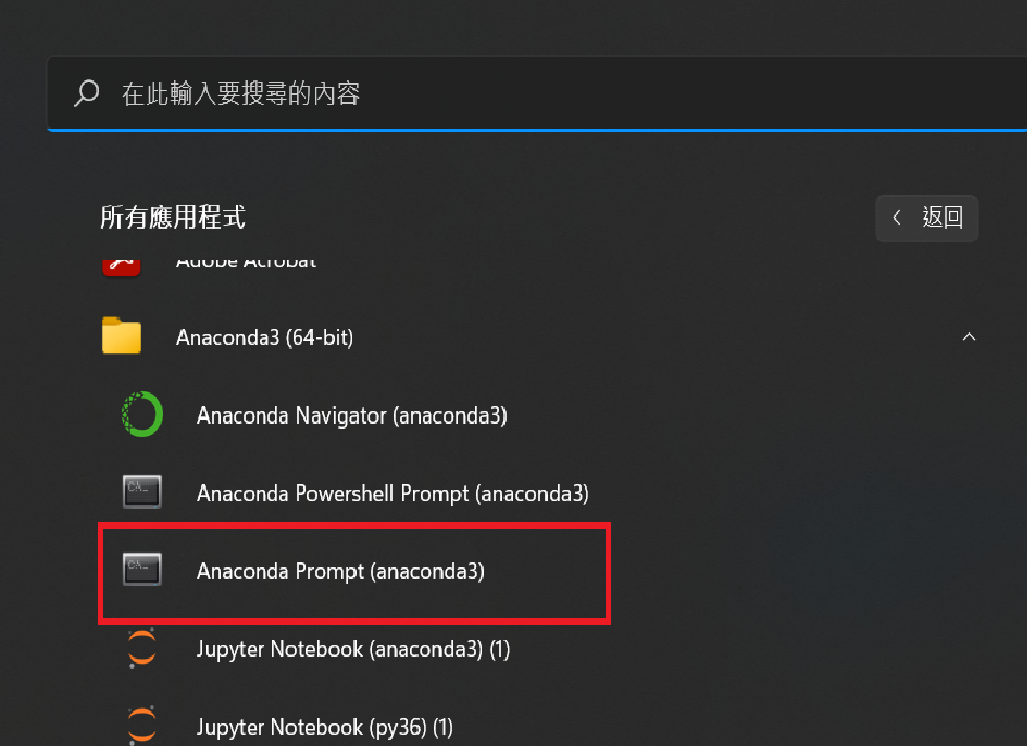 在此輸入要搜尋的內容
所有應用程式
返回
Adobe Acrobat
Anaconda3 (64-bit)
Anaconda Navigator (anaconda3)
Anaconda Powershell Prompt (anaconda3)
Anaconda Prompt (anaconda3)
Jupyter Notebook (anaconda3) (1)
Jupyter Notebook (py36) (1)